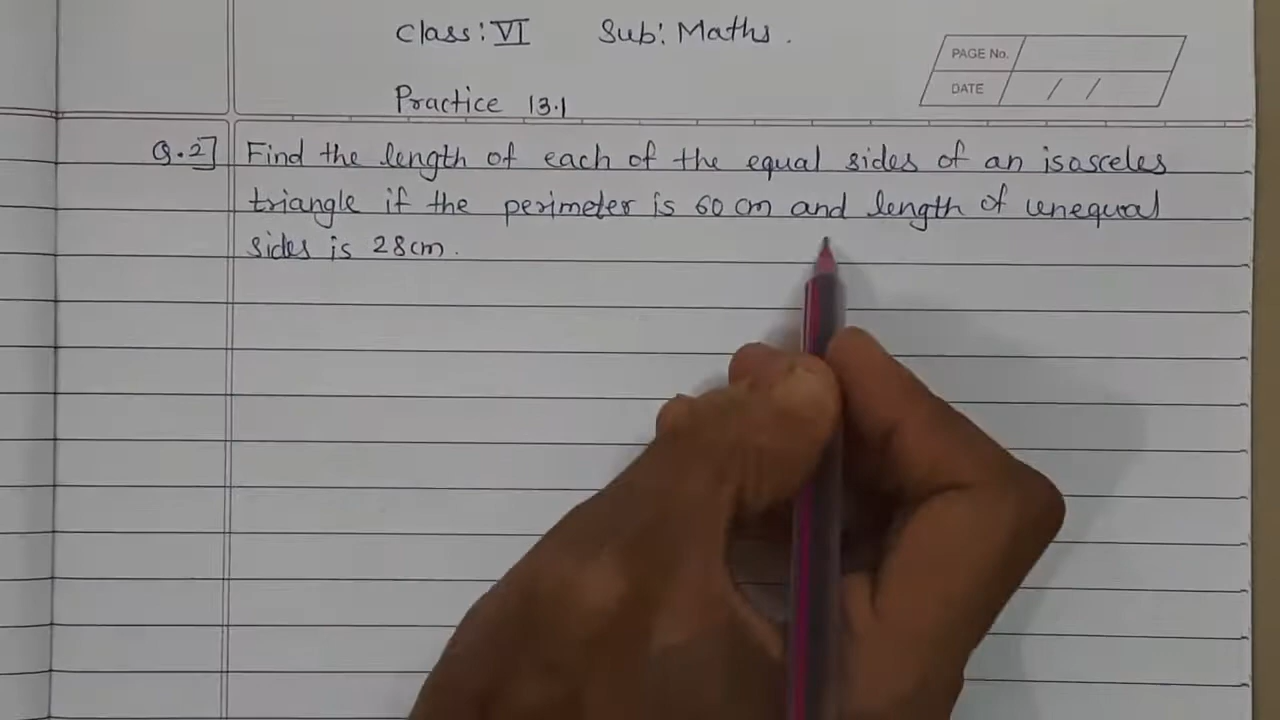 Class: VI Sub: Maths.
PAGE No.
DATE / /
Practice 13.1
Q.2] Find the length of each of the equal sides of an isosceles
triangle if the perimeter is 60 cm and length of unequal
sides is 28cm.